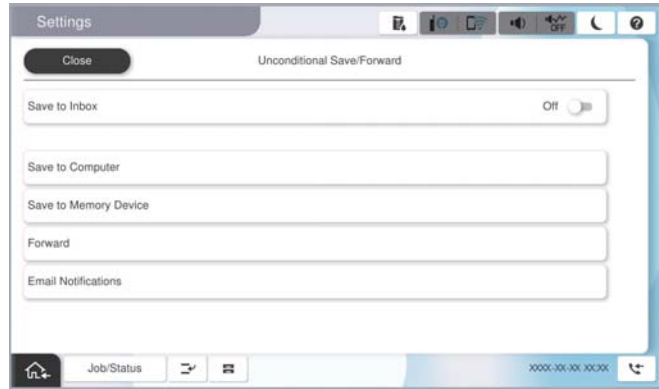 Settings
OFF
Close
Unconditional Save/Forward
Save to Inbox
Off
Save to Computer
Save to Memory Device
Forward
Email Notifications
Job/Status
XXXX-XX-XX XX:XX